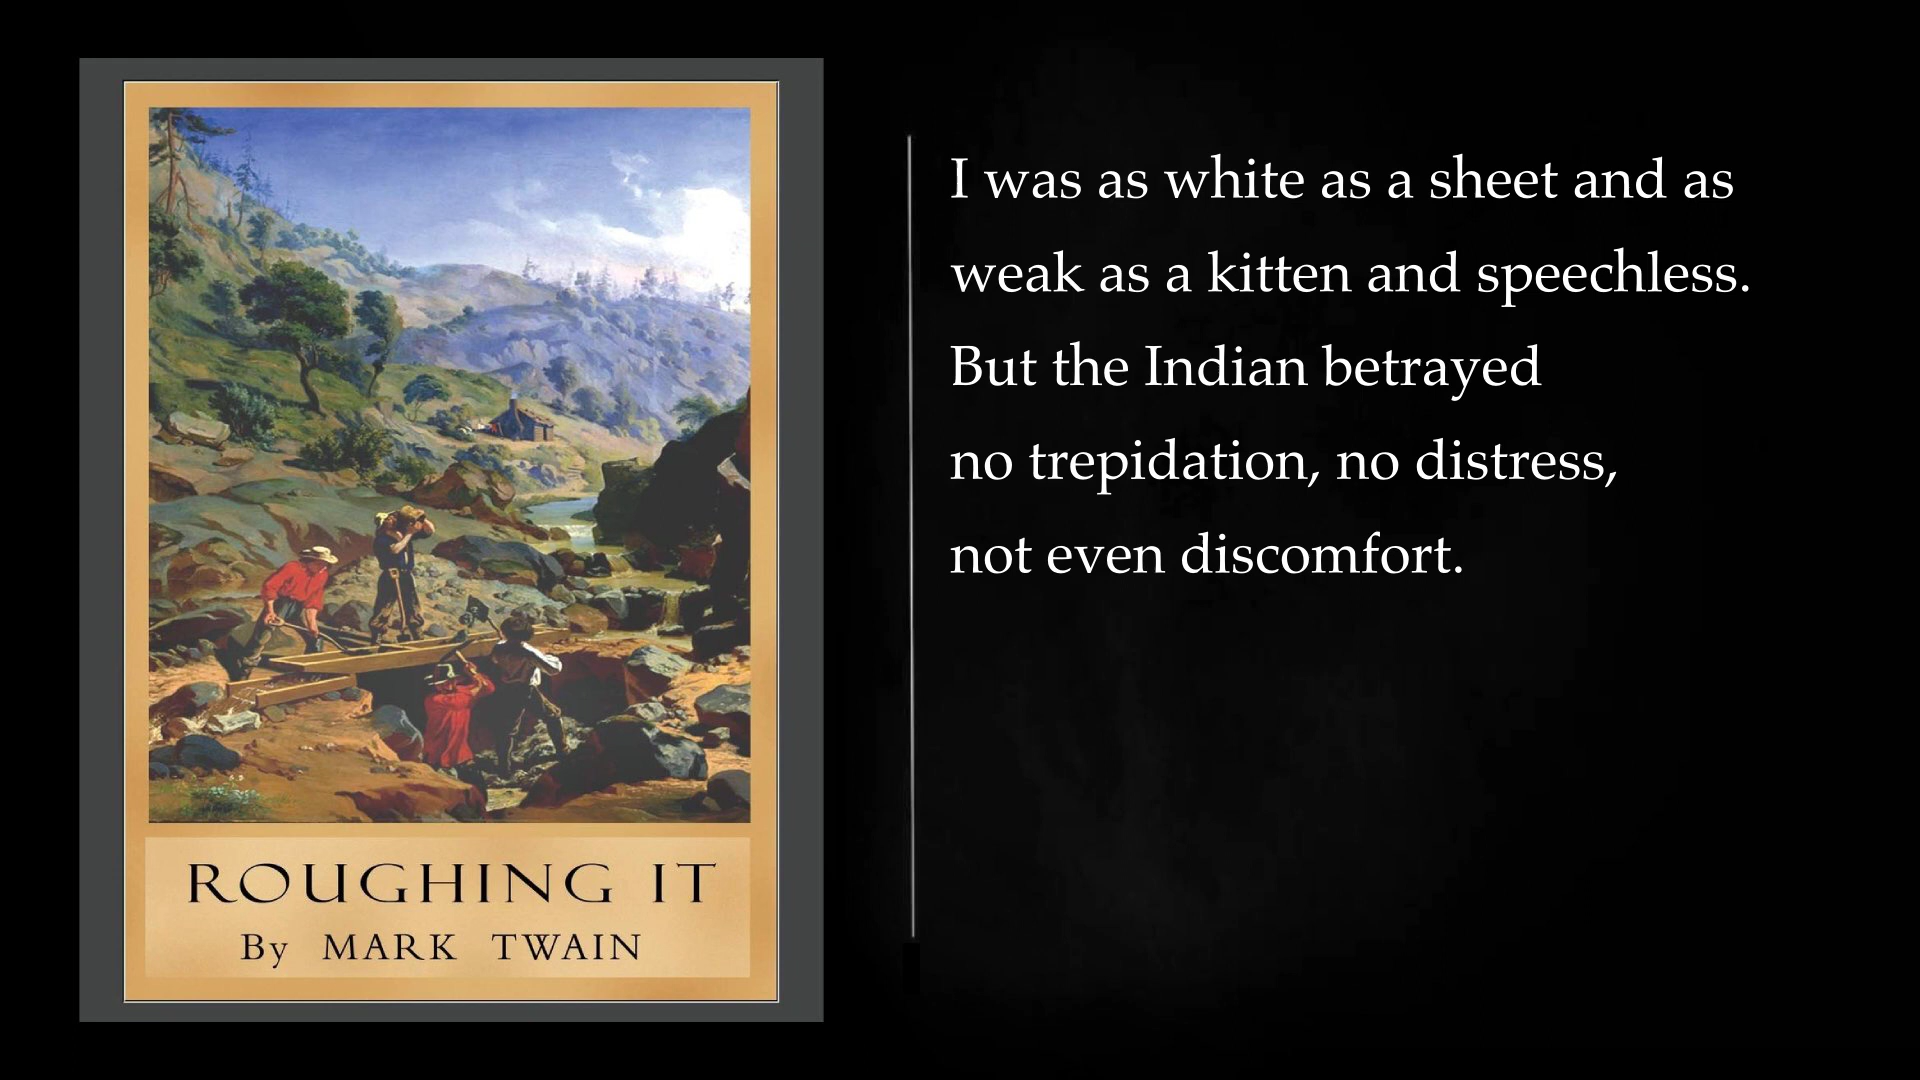 ROUGHING IT
By MARK TWAIN
I was as white as a sheet and as
weak as a kitten and speechless.
But the Indian betrayed
no trepidation, no distress,
not even discomfort.